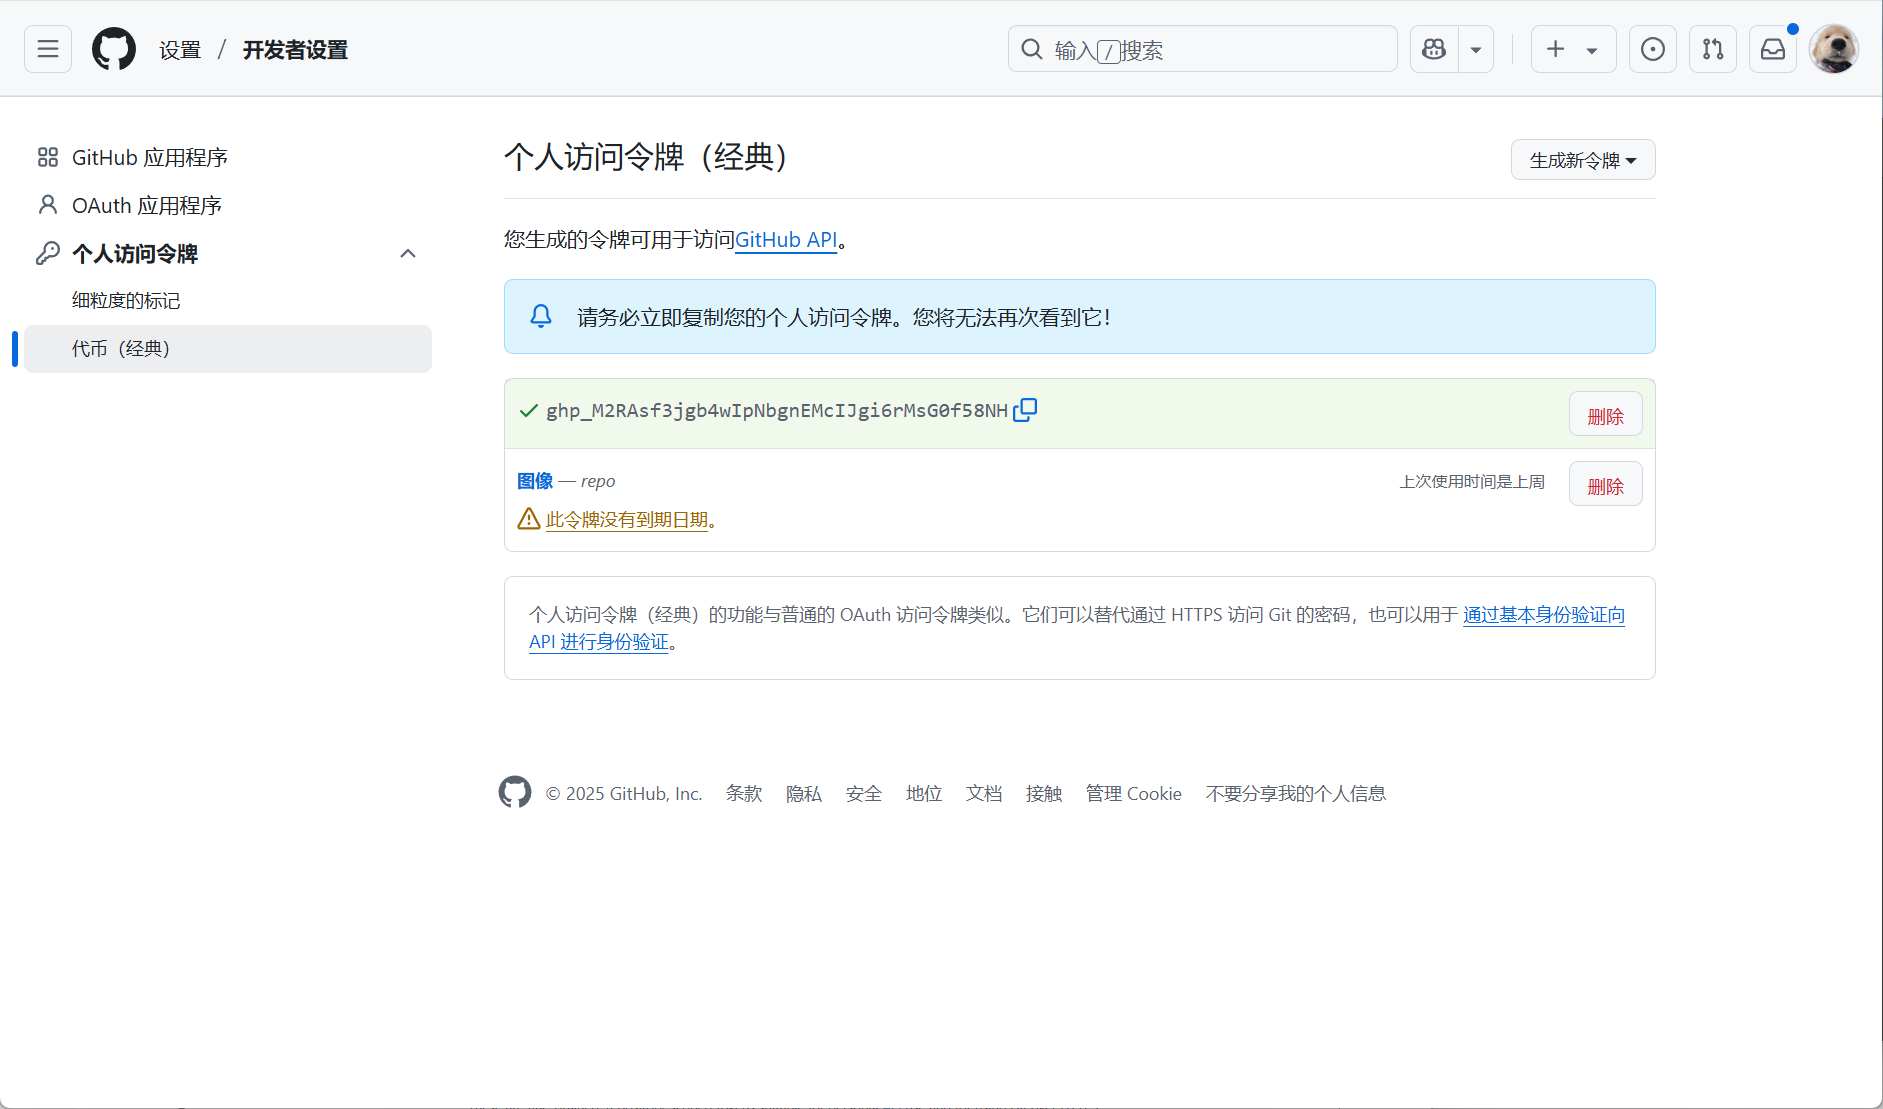 设置 / 开发者设置
输入/搜索
GitHub 应用程序
OAuth 应用程序
个人访问令牌
细粒度的标记
代币（经典）
个人访问令牌（经典）
生成新令牌
您生成的令牌可用于访问GitHub API。
请务必立即复制您的个人访问令牌。您将无法再次看到它！
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
删除
图像 — repo
上次使用时间是上周
删除
此令牌没有到期日期。
个人访问令牌（经典）的功能与普通的 OAuth 访问令牌类似。它们可以替代通过 HTTPS 访问 Git 的密码，也可以用于 通过基本身份验证向
API 进行身份验证。
© 2025 GitHub, Inc. 条款 隐私 安全 地位 文档 接触 管理 Cookie 不要分享我的个人信息